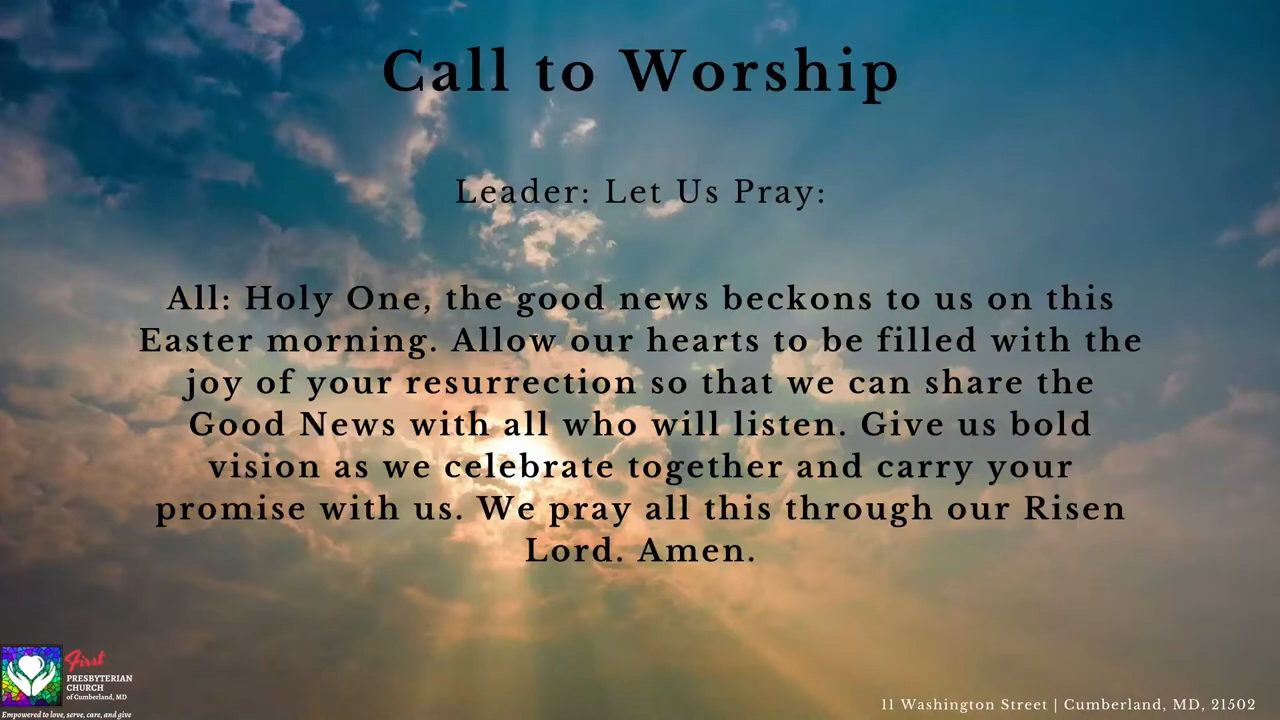 Call to Worship
Leader: Let Us Pray:
All: Holy One, the good news beckons to us on this
Easter morning. Allow our hearts to be filled with the
joy of your resurrection so that we can share the
Good News with all who will listen. Give us bold
vision as we celebrate together and carry your
promise with us. We pray all this through our Risen
Lord. Amen.
First
PRESBYTERIAN
CHURCH
of Cumberland, MD
Empowered to love, serve, care, and give
11 Washington Street | Cumberland, MD, 21502